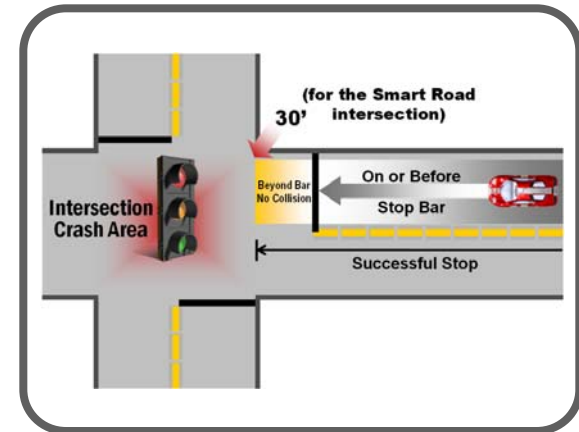 (for the Smart Road
intersection)
30’
Beyond Bar
No Collision
On or Before
Stop Bar
Intersection
Crash Area
Successful Stop